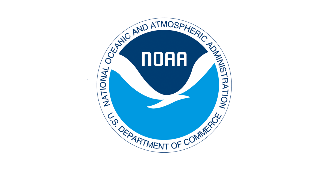 NATIONAL OCEANIC AND ATMOSPHERIC ADMINISTRATION
NOAA
U.S. DEPARTMENT OF COMMERCE